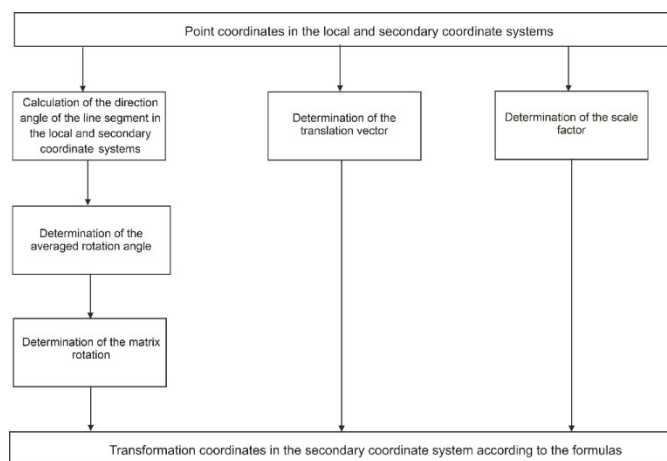 Point coordinates in the local and secondary coordinate systems
Calculation of the direction
angle of the line segment in
the local and secondary
coordinate systems
Determination of the
translation vector
Determination of the scale
factor
Determination of the
averaged rotation angle
Determination of the matrix
rotation
Transformation coordinates in the secondary coordinate system according to the formulas